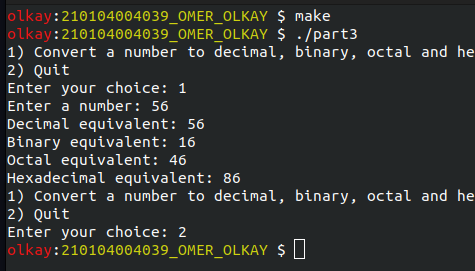 olkay:210104004039_OMER_OLKAY $ make
olkay:210104004039_OMER_OLKAY $ ./part3
1) Convert a number to decimal, binary, octal and he
2) Quit
Enter your choice: 1
Enter a number: 56
Decimal equivalent: 56
Binary equivalent: 16
Octal equivalent: 46
Hexadecimal equivalent: 86
1) Convert a number to decimal, binary, octal and he
2) Quit
Enter your choice: 2
olkay:210104004039_OMER_OLKAY $